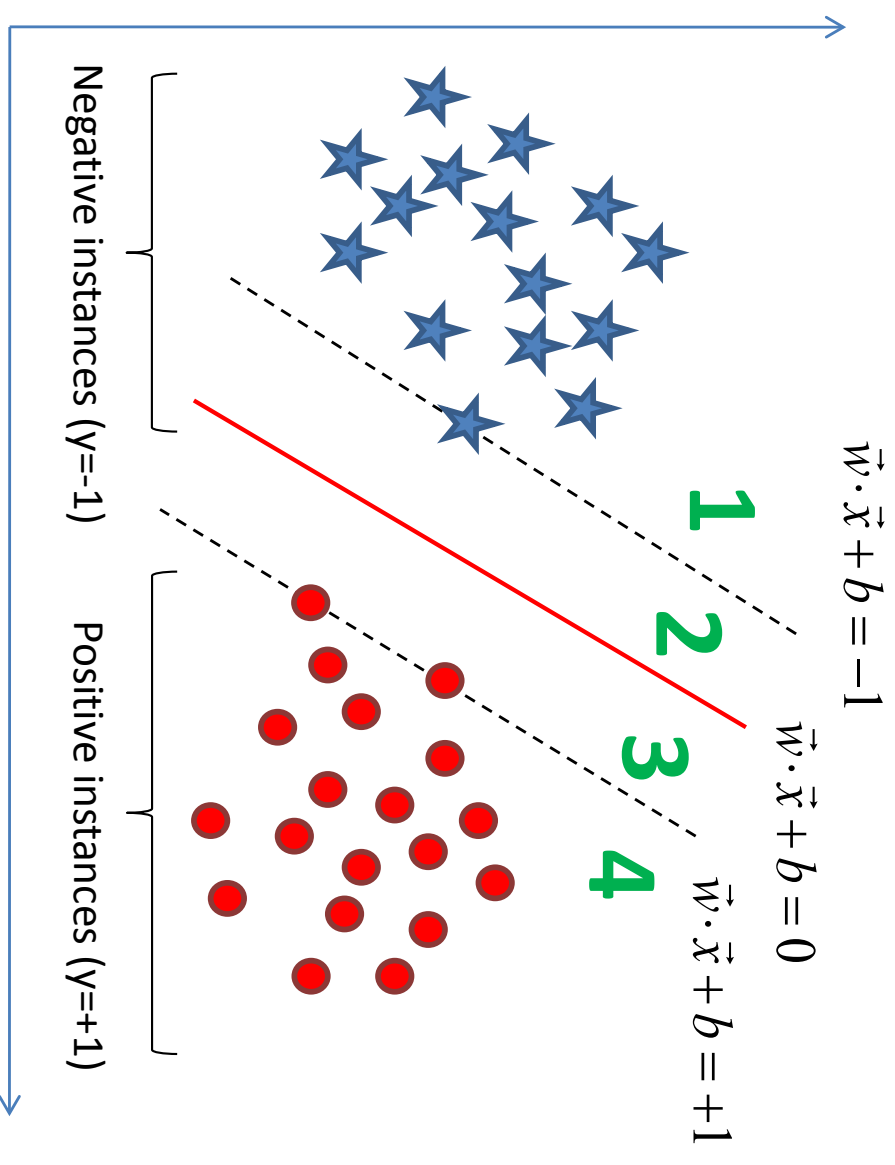 w⃗ · x⃗ + b = −1
w⃗ · x⃗ + b = 0
w⃗ · x⃗ + b = +1
1
2
3
4
Negative instances (y=-1)
Positive instances (y=+1)